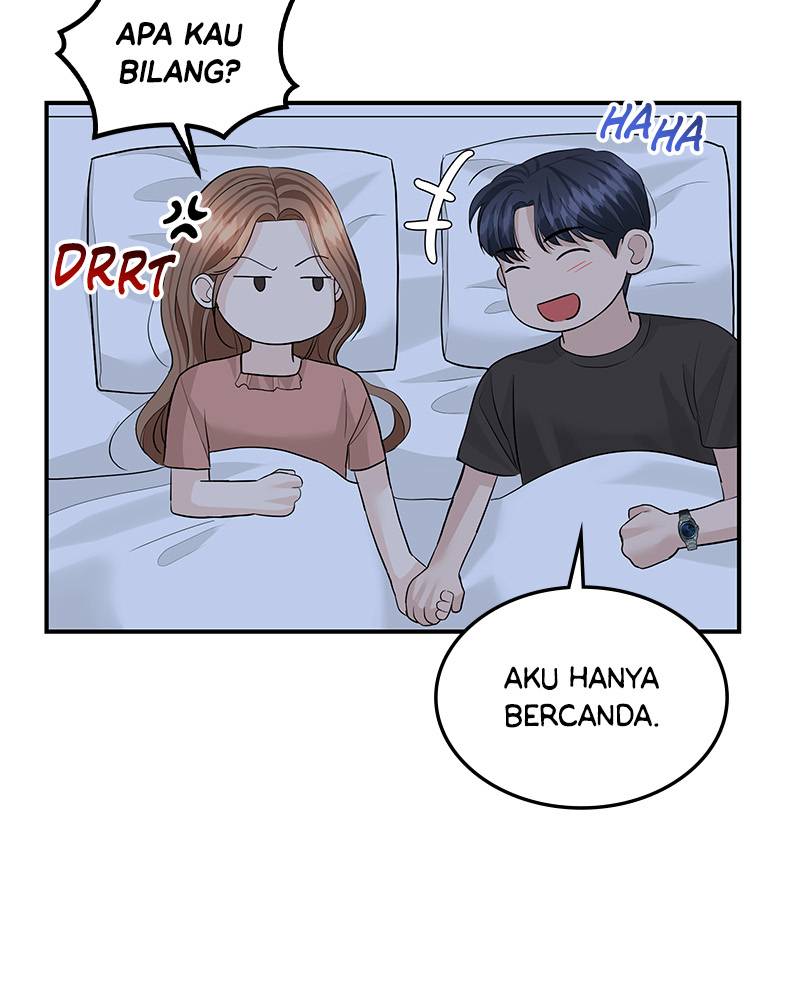 APA KAU
BILANG?
HAHA
DRRT
AKU HANYA
BERCANDA.